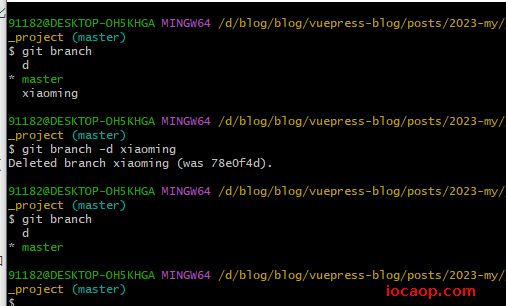 91182@DESKTOP-OH5KHGA MINGW64 /d/blog/blog/vuepress-blog/posts/2023-my/
_project (master)
$ git branch
  d
* master
  xiaoming
91182@DESKTOP-OH5KHGA MINGW64 /d/blog/blog/vuepress-blog/posts/2023-my/
_project (master)
$ git branch -d xiaoming
Deleted branch xiaoming (was 78e0f4d).
91182@DESKTOP-OH5KHGA MINGW64 /d/blog/blog/vuepress-blog/posts/2023-my/
_project (master)
$ git branch
  d
* master
91182@DESKTOP-OH5KHGA MINGW64 /d/blog/blog/vuepress-blog/posts/2023-my/
_project (master)
$
iocaop.com